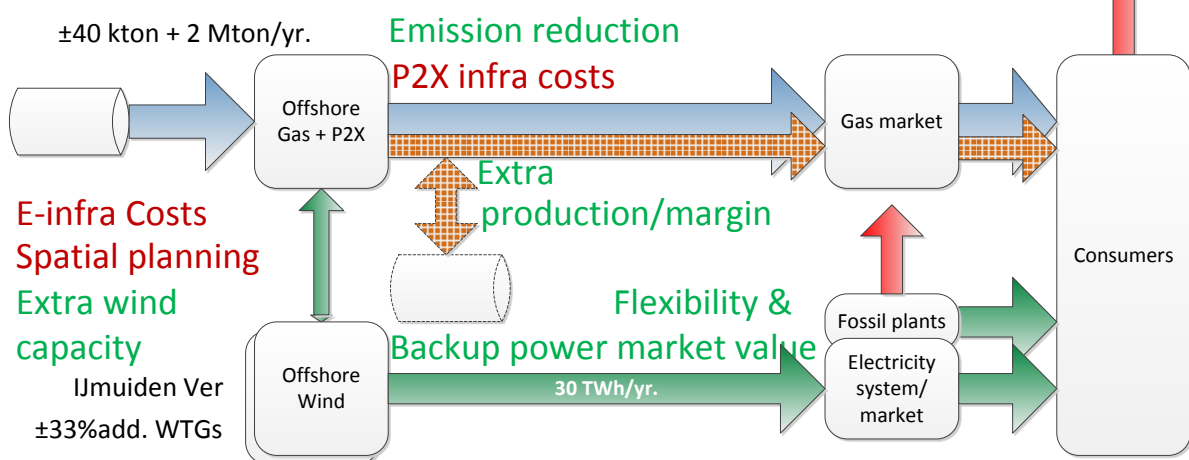 ±40 kton + 2 Mton/yr.
Emission reduction
P2X infra costs
Offshore
Gas + P2X
Gas market
Extra
production/margin
E-infra Costs
Spatial planning
Extra wind
capacity
Consumers
Flexibility &
Backup power market value
Fossil plants
Electricity
system/
market
IJmuiden Ver
±33%add. WTGs
Offshore
Wind
30 TWh/yr.